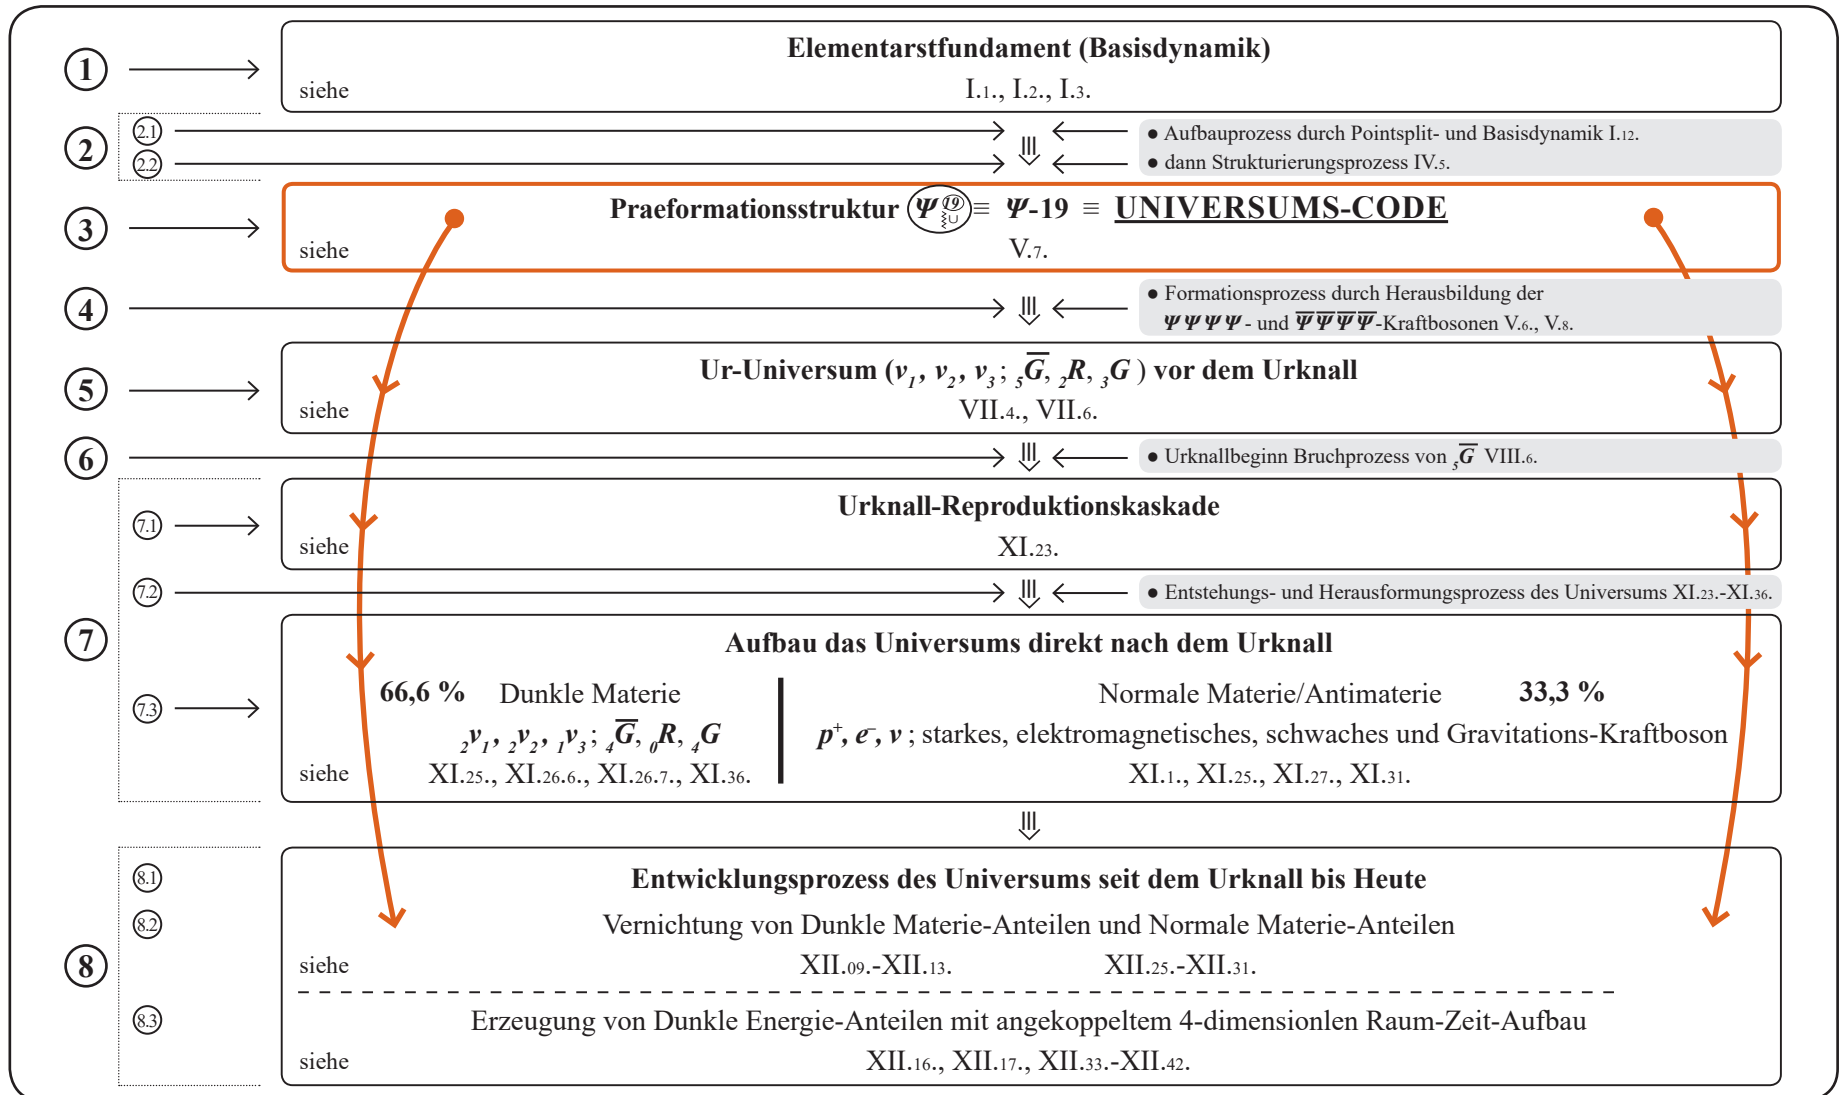 ① Elementarstfundament (Basisdynamik)
siehe I.1., I.2., I.3.
② 2.1 ● Aufbauprozess durch Pointsplit- und Basisdynamik I.12.
2.2 ● dann Strukturierungsprozess IV.5.
③ Praeformationsstruktur Ψ⑲ ≡ Ψ-19 ≡ UNIVERSUMS-CODE
siehe V.7.
④ ● Formationsprozess durch Herausbildung der
Ψ Ψ Ψ Ψ - und Ψ̅ Ψ̅ Ψ̅ Ψ̅ -Kraftbosonen V.6., V.8.
⑤ Ur-Universum (ν₁, ν₂, ν₃; ₅G̅, ₂R, ₃G ) vor dem Urknall
siehe VII.4., VII.6.
⑥ ● Urknallbeginn Bruchprozess von ₅G̅ VIII.6.
7.1 Urknall-Reproduktionskaskade
siehe XI.23.
7.2 ● Entstehungs- und Herausformungsprozess des Universums XI.23.-XI.36.
⑦ Aufbau das Universums direkt nach dem Urknall
7.3 66,6 % Dunkle Materie Normale Materie/Antimaterie 33,3 %
₂ν₁, ₂ν₂, ₁ν₃; ₄G̅, ₀R, ₄G p⁺, e⁻, ν ; starkes, elektromagnetisches, schwaches und Gravitations-Kraftboson
siehe XI.25., XI.26.6., XI.26.7., XI.36. XI.1., XI.25., XI.27., XI.31.
8.1 Entwicklungsprozess des Universums seit dem Urknall bis Heute
8.2 Vernichtung von Dunkle Materie-Anteilen und Normale Materie-Anteilen
⑧ siehe XII.09.-XII.13. XII.25.-XII.31.
8.3 Erzeugung von Dunkle Energie-Anteilen mit angekoppeltem 4-dimensionlen Raum-Zeit-Aufbau
siehe XII.16., XII.17., XII.33.-XII.42.